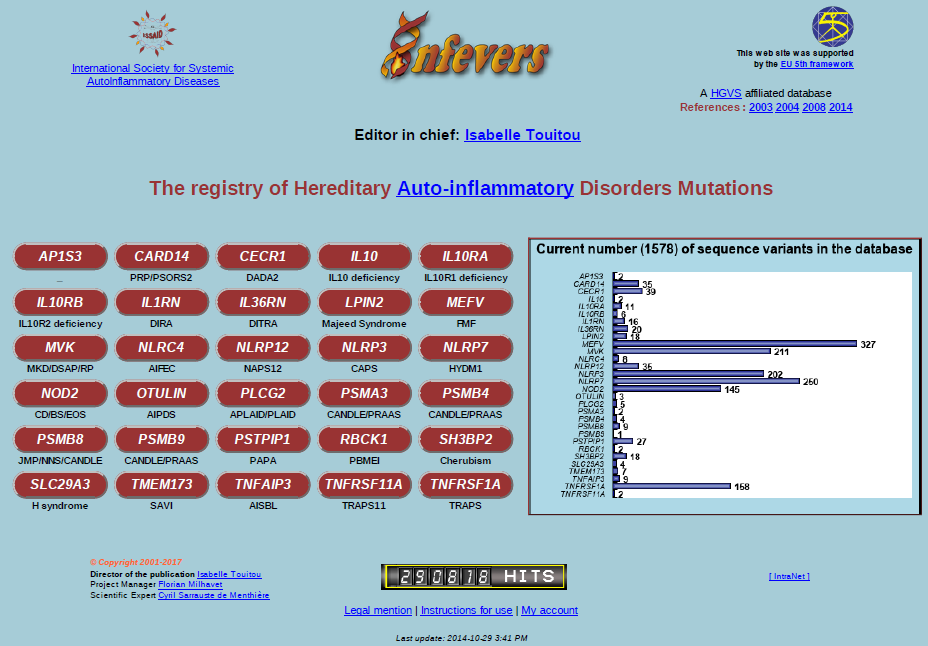 ISSAID
International Society for Systemic
AutoInflammatory Diseases
Infevers
This web site was supported
by the EU 5th framework
A HGVS affiliated database
References : 2003 2004 2008 2014
Editor in chief: Isabelle Touitou
The registry of Hereditary Auto-inflammatory Disorders Mutations
AP1S3 CARD14 CECR1 IL10 IL10RA
_ PRP/PSORS2 DADA2 IL10 deficiency IL10R1 deficiency
IL10RB IL1RN IL36RN LPIN2 MEFV
IL10R2 deficiency DIRA DITRA Majeed Syndrome FMF
MVK NLRC4 NLRP12 NLRP3 NLRP7
MKD/DSAP/RP AIFEC NAPS12 CAPS HYDM1
NOD2 OTULIN PLCG2 PSMA3 PSMB4
CD/BS/EOS AIPDS APLAID/PLAID CANDLE/PRAAS CANDLE/PRAAS
PSMB8 PSMB9 PSTPIP1 RBCK1 SH3BP2
JMP/NNS/CANDLE CANDLE/PRAAS PAPA PBMEI Cherubism
SLC29A3 TMEM173 TNFAIP3 TNFRSF11A TNFRSF1A
H syndrome SAVI AISBL TRAPS11 TRAPS
Current number (1578) of sequence variants in the database
AP1S3 2
CARD14 35
CECR1 39
IL10 2
IL10RA 11
IL10RB 6
IL1RN 16
IL36RN 20
LPIN2 18
MEFV 327
MVK 211
NLRC4 8
NLRP12 35
NLRP3 202
NLRP7 250
NOD2 145
OTULIN 3
PLCG2 5
PSMA3 2
PSMB4 4
PSMB8 9
PSMB9 1
PSTPIP1 27
RBCK1 2
SH3BP2 18
SLC29A3 4
TMEM173 7
TNFAIP3 9
TNFRSF1A 158
TNFRSF11A 2
© Copyright 2001-2017
Director of the publication Isabelle Touitou
Project Manager Florian Milhavet
Scientific Expert Cyril Sarrauste de Menthière
290818 HITS
[ IntraNet ]
Legal mention | Instructions for use | My account
Last update: 2014-10-29 3:41 PM